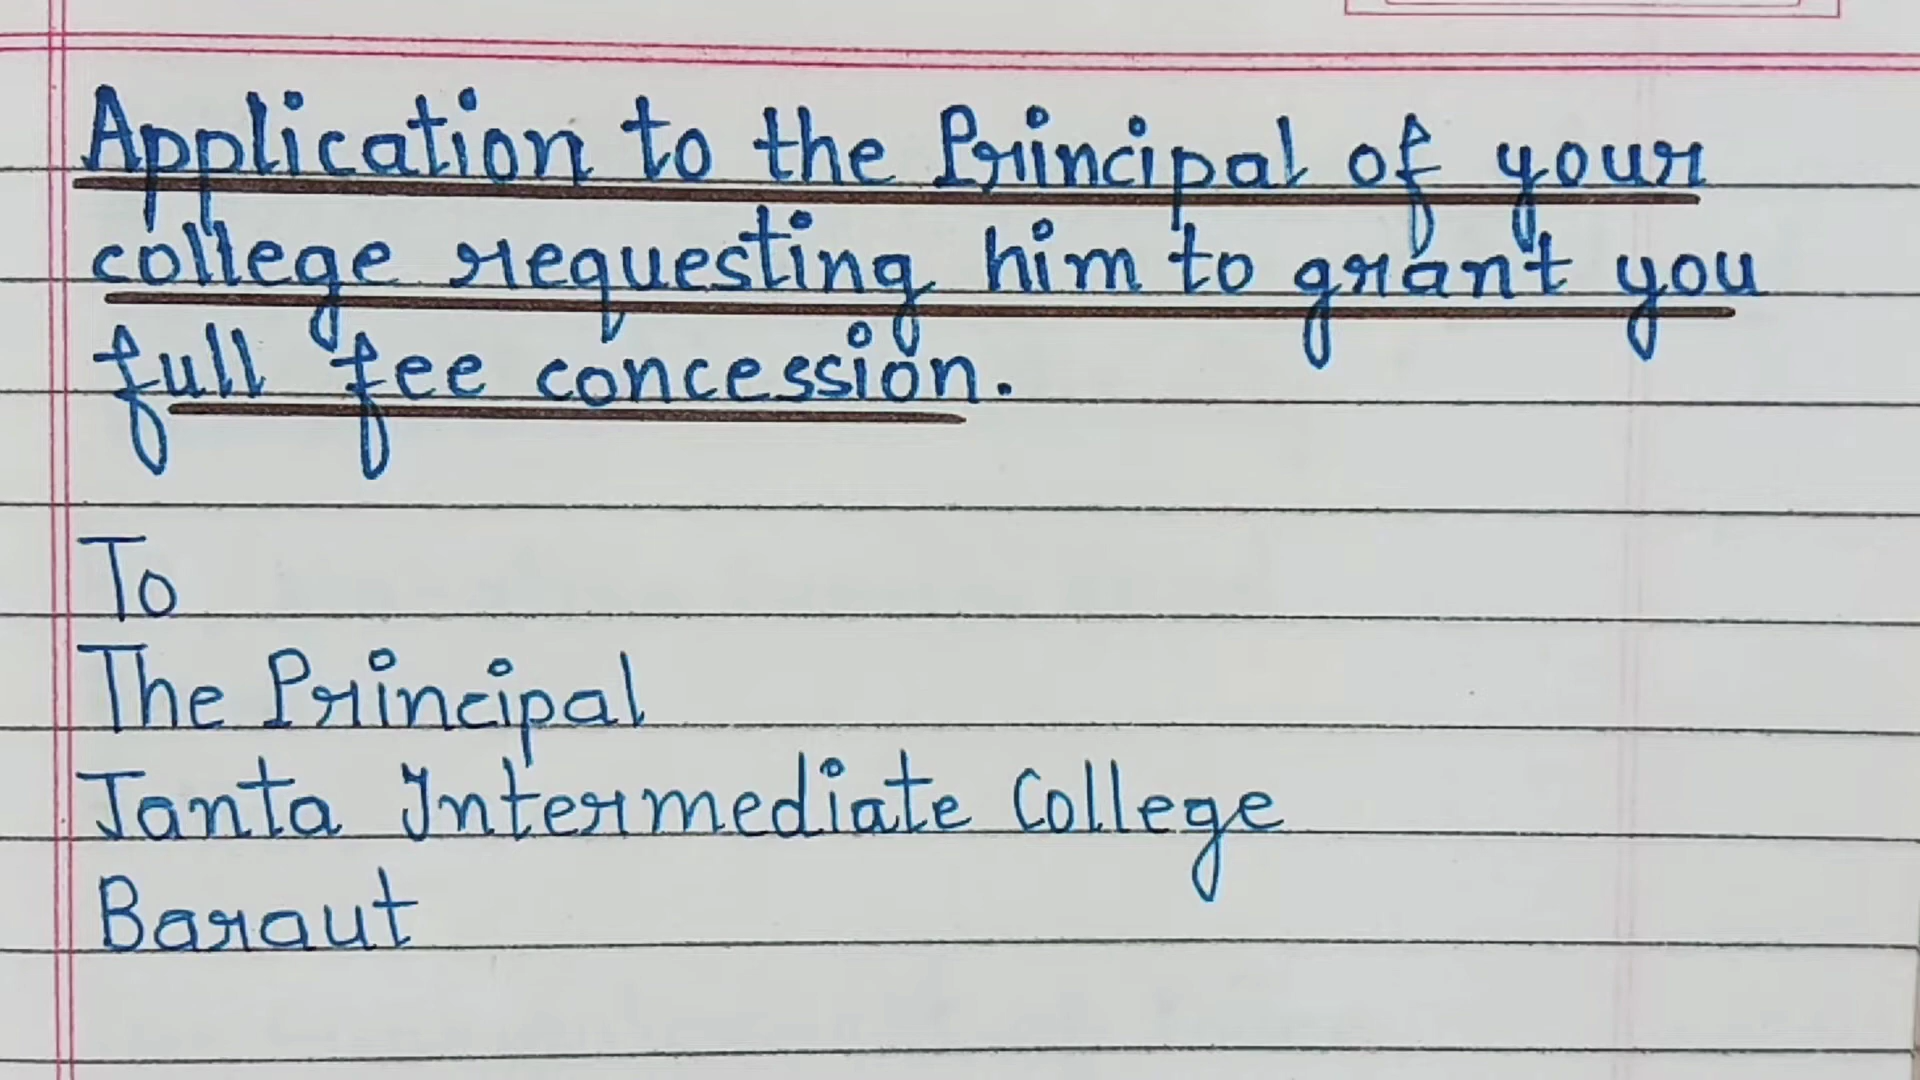 Application to the Principal of your
college requesting him to grant you
full fee concession.
To
The Principal
Janta Intermediate College
Baraut